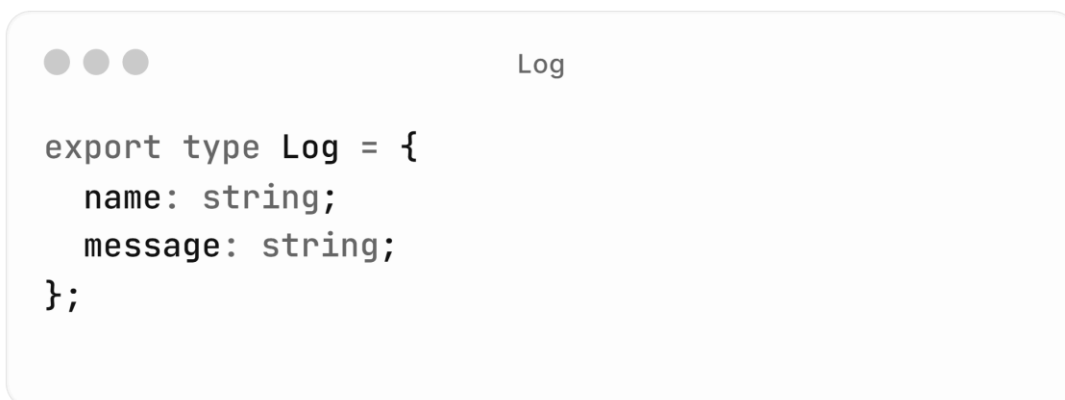 Log
export type Log = {
  name: string;
  message: string;
};